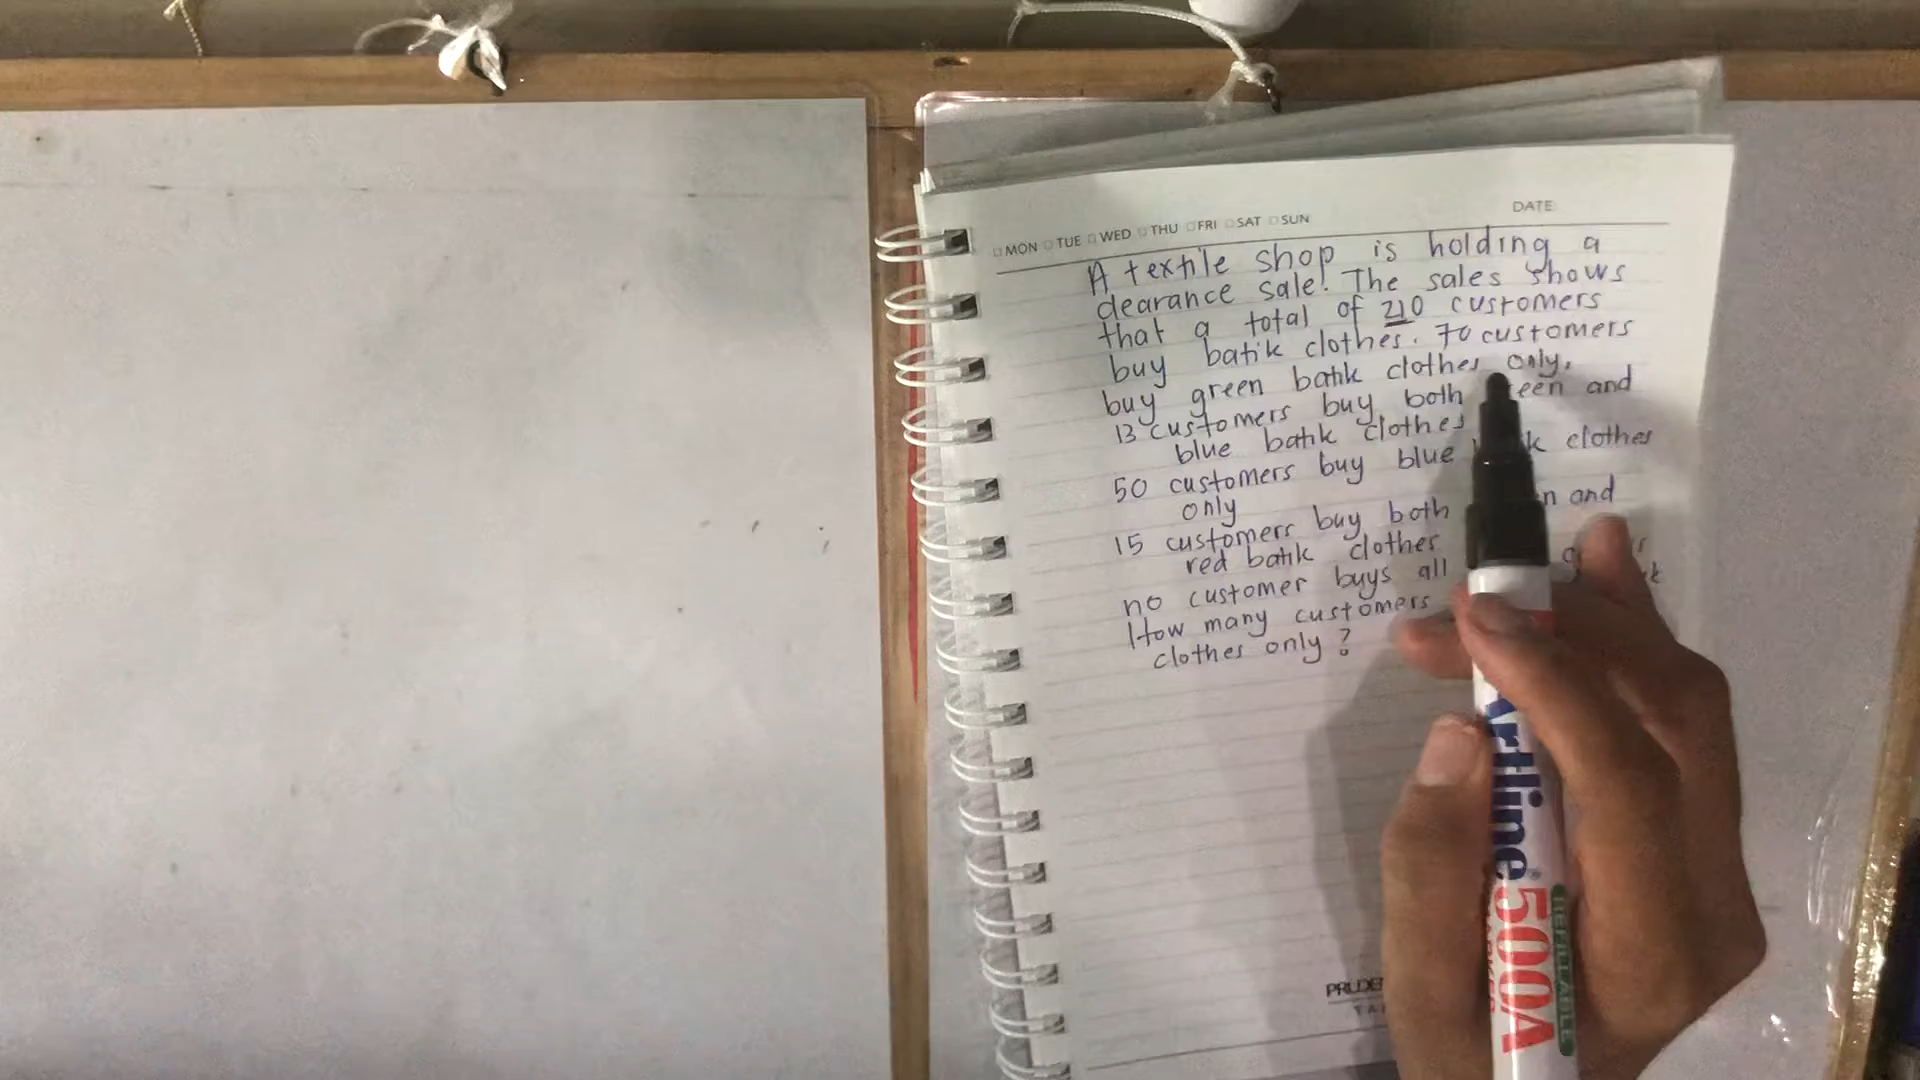 DATE:
MON TUE WED THU FRI SAT SUN
A textile shop is holding a
clearance sale! The sales shows
that a total of 210 customers
buy batik clothes. 70 customers
buy green batik clothes only.
13 customers buy both and
blue batik clothes
50 customers buy blue clothes
only
15 customers buy both and
red batik clothes
no customer buys all
How many customers
clothes only?
Artline 500A
REFILLABLE